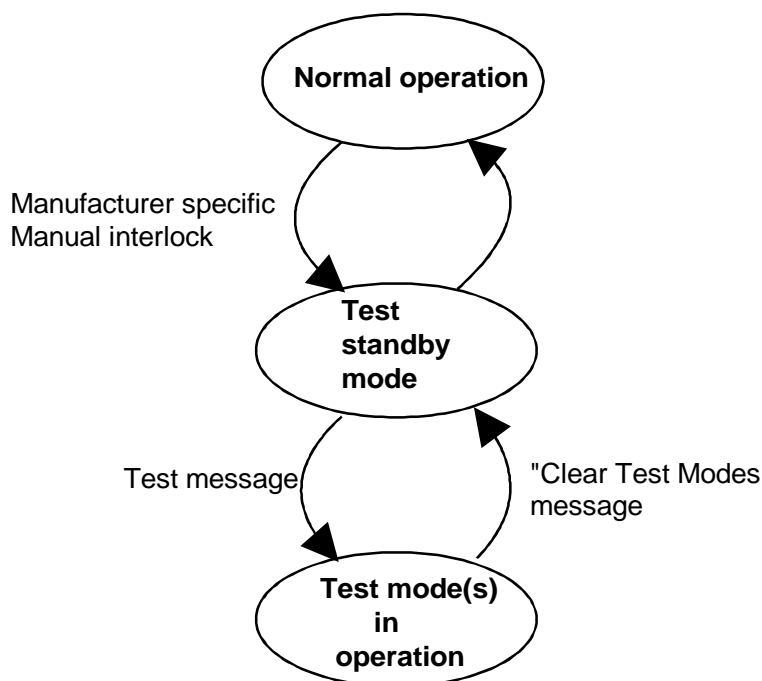 Normal operation
Manufacturer specific
Manual interlock
Test
standby
mode
Test message
"Clear Test Modes
message
Test mode(s)
in
operation